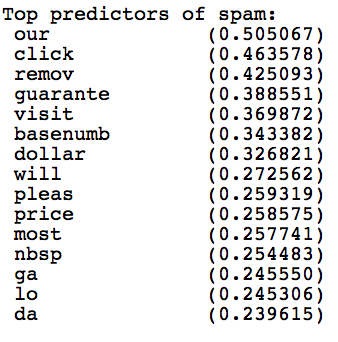 Top predictors of spam:
our (0.505067)
click (0.463578)
remov (0.425093)
guarante (0.388551)
visit (0.369872)
basenumb (0.343382)
dollar (0.326821)
will (0.272562)
pleas (0.259319)
price (0.258575)
most (0.257741)
nbsp (0.254483)
ga (0.245550)
lo (0.245306)
da (0.239615)